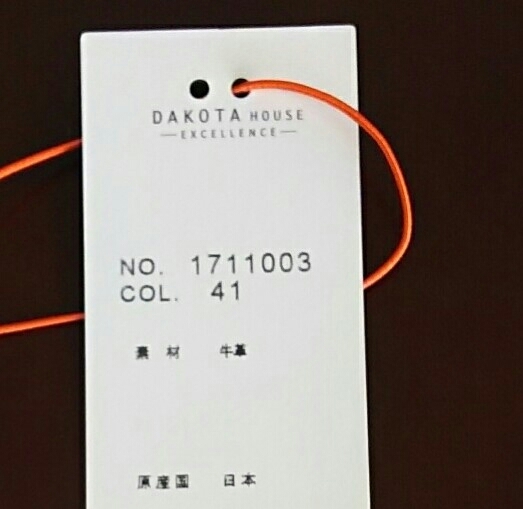 DAKOTA HOUSE
EXCELLENCE
NO. 1711003
COL. 41
素材 牛革
原産国 日本